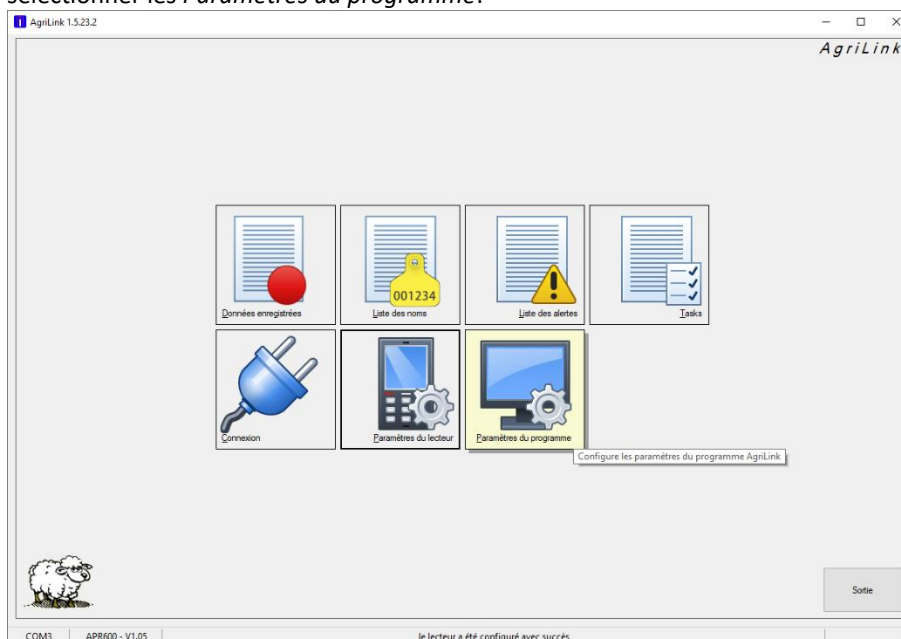 sélectionner les Paramètres du programme.
AgriLink 1.5.23.2
AgriLink
001234
Données enregistrées
Liste des noms
Liste des alertes
Tasks
Connexion
Paramètres du lecteur
Paramètres du programme
Configure les paramètres du programme AgriLink
Sortie
COM3 APR600 - V1.05 le lecteur a été configuré avec succès